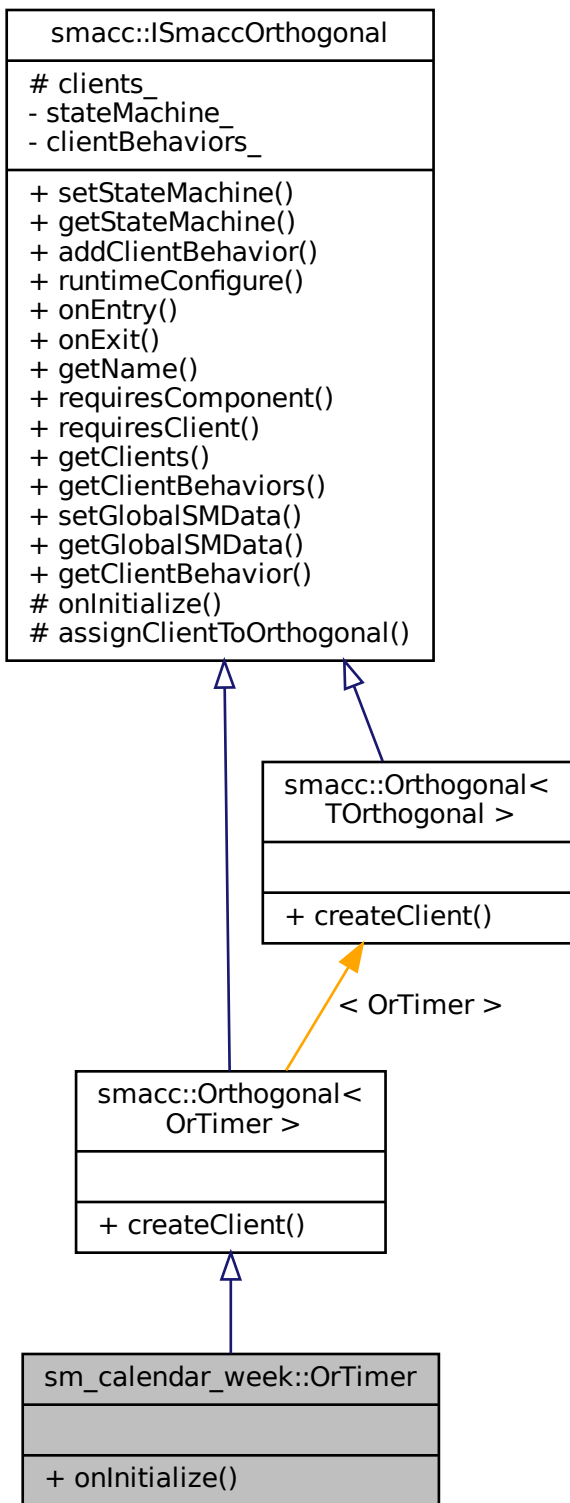 smacc::ISmaccOrthogonal
# clients_
- stateMachine_
- clientBehaviors_
+ setStateMachine()
+ getStateMachine()
+ addClientBehavior()
+ runtimeConfigure()
+ onEntry()
+ onExit()
+ getName()
+ requiresComponent()
+ requiresClient()
+ getClients()
+ getClientBehaviors()
+ setGlobalSMData()
+ getGlobalSMData()
+ getClientBehavior()
# onInitialize()
# assignClientToOrthogonal()
smacc::Orthogonal<
TOrthogonal >
+ createClient()
< OrTimer >
smacc::Orthogonal<
OrTimer >
+ createClient()
sm_calendar_week::OrTimer
+ onInitialize()